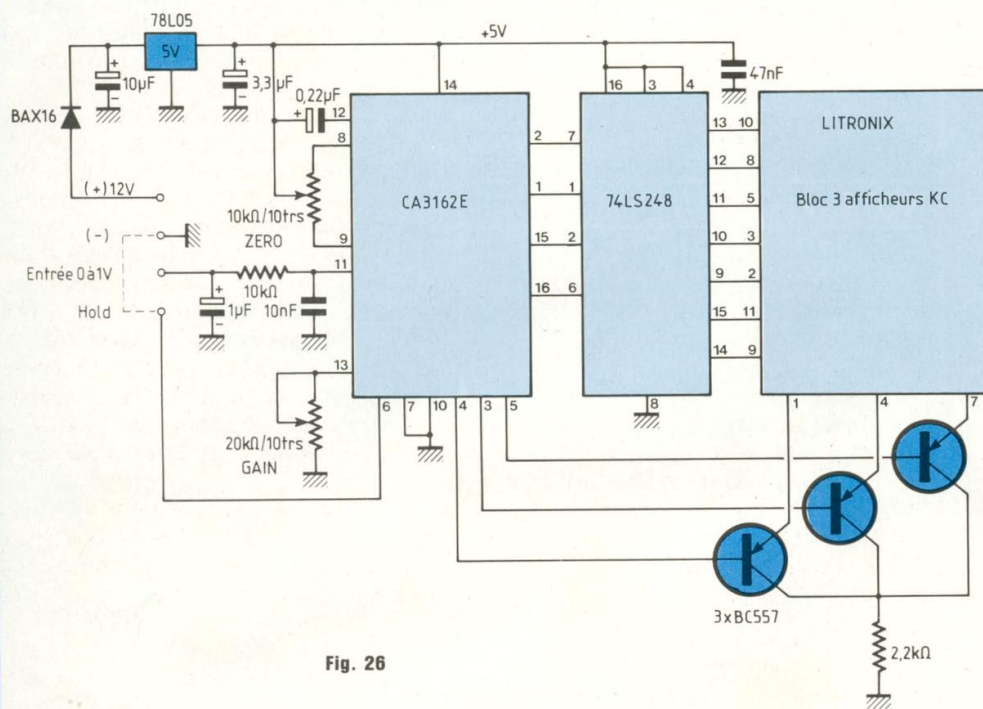 78L05
5V
+5V
+
10µF
−
+
3,3µF
−
BAX16
(+)12V
(-)
Entrée 0à1V
Hold
+
0,22µF
12
8
10kΩ/10trs
ZERO
9
11
10kΩ
+
1µF
−
10nF
13
20kΩ/10trs
GAIN
14
CA3162E
6
7
10
4
3
5
2
7
1
1
15
2
16
6
16
3
4
74LS248
8
47nF
13
10
12
8
11
5
10
3
9
2
15
11
14
9
LITRONIX
Bloc 3 afficheurs KC
1
4
7
3xBC557
2,2kΩ
Fig. 26